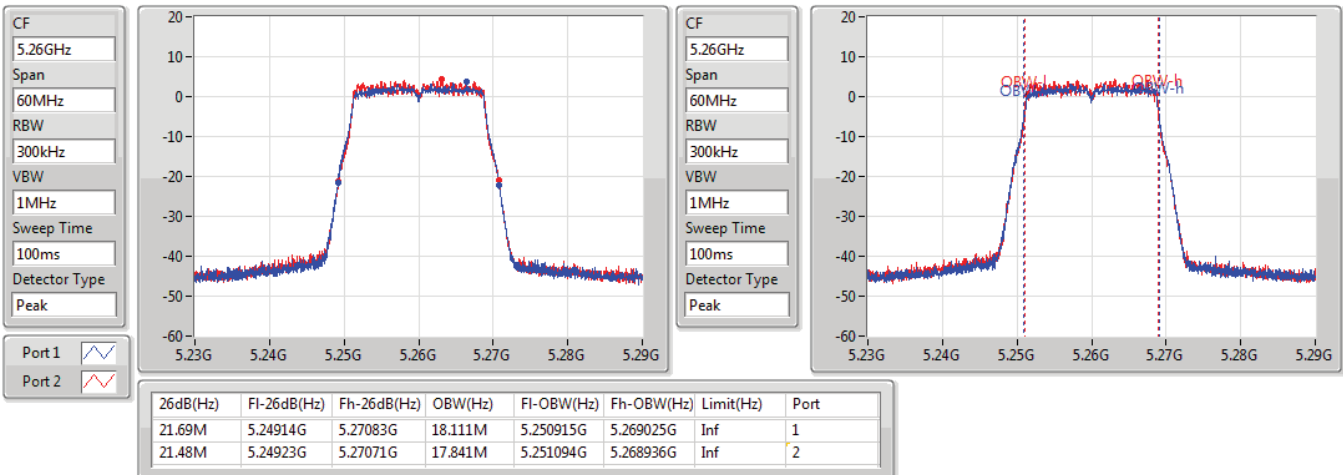 CF
5.26GHz
Span
60MHz
RBW
300kHz
VBW
1MHz
Sweep Time
100ms
Detector Type
Peak
Port 1
Port 2
20
10
0
-10
-20
-30
-40
-50
-60
5.23G 5.24G 5.25G 5.26G 5.27G 5.28G 5.29G
CF
5.26GHz
Span
60MHz
RBW
300kHz
VBW
1MHz
Sweep Time
100ms
Detector Type
Peak
20
10
0
-10
-20
-30
-40
-50
-60
OBW-l OBW-h
OBW-l OBW-h
5.23G 5.24G 5.25G 5.26G 5.27G 5.28G 5.29G
26dB(Hz) Fl-26dB(Hz) Fh-26dB(Hz) OBW(Hz) Fl-OBW(Hz) Fh-OBW(Hz) Limit(Hz) Port
21.69M 5.24914G 5.27083G 18.111M 5.250915G 5.269025G Inf 1
21.48M 5.24923G 5.27071G 17.841M 5.251094G 5.268936G Inf 2